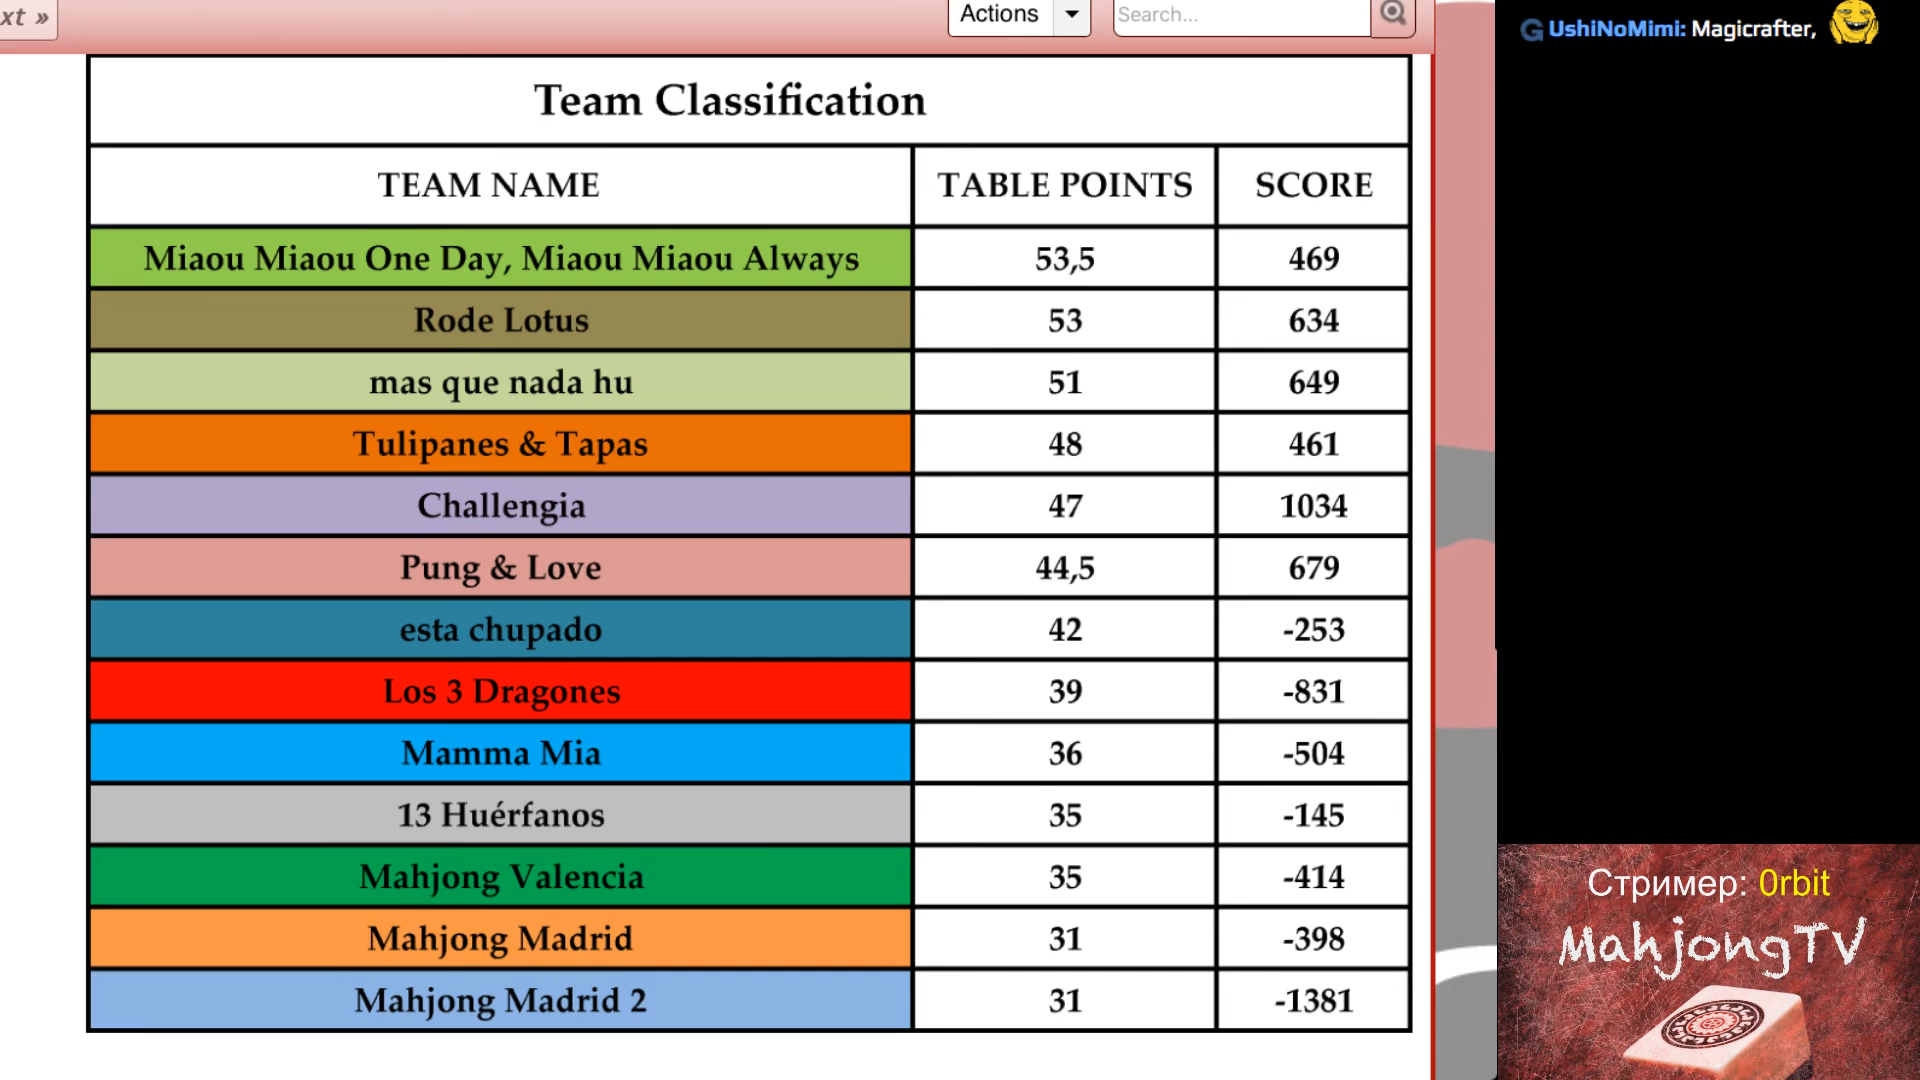 xt »
Actions
Search...
Team Classification
TEAM NAME TABLE POINTS SCORE
Miaou Miaou One Day, Miaou Miaou Always 53,5 469
Rode Lotus 53 634
mas que nada hu 51 649
Tulipanes & Tapas 48 461
Challengia 47 1034
Pung & Love 44,5 679
esta chupado 42 -253
Los 3 Dragones 39 -831
Mamma Mia 36 -504
13 Huérfanos 35 -145
Mahjong Valencia 35 -414
Mahjong Madrid 31 -398
Mahjong Madrid 2 31 -1381
G UshiNoMimi: Magicrafter,
Стример: 0rbit
MahjongTV